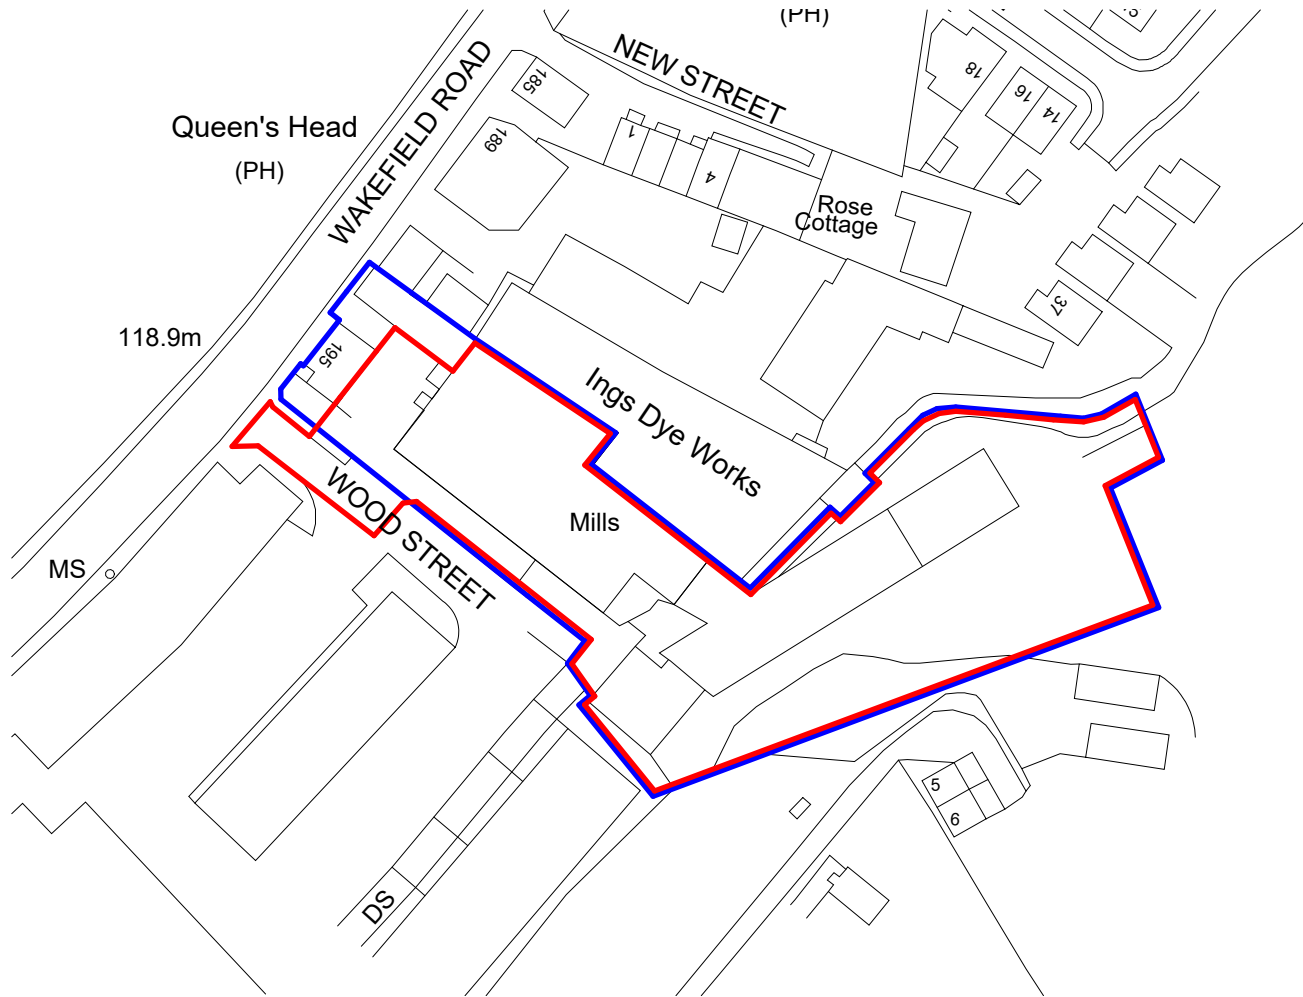 (PH)
NEW STREET
WAKEFIELD ROAD
185
18
16
14
Queen's Head
(PH)
189
1
4
Rose
Cottage
37
118.9m
195
Ings Dye Works
Mills
WOOD STREET
MS
5
6
DS